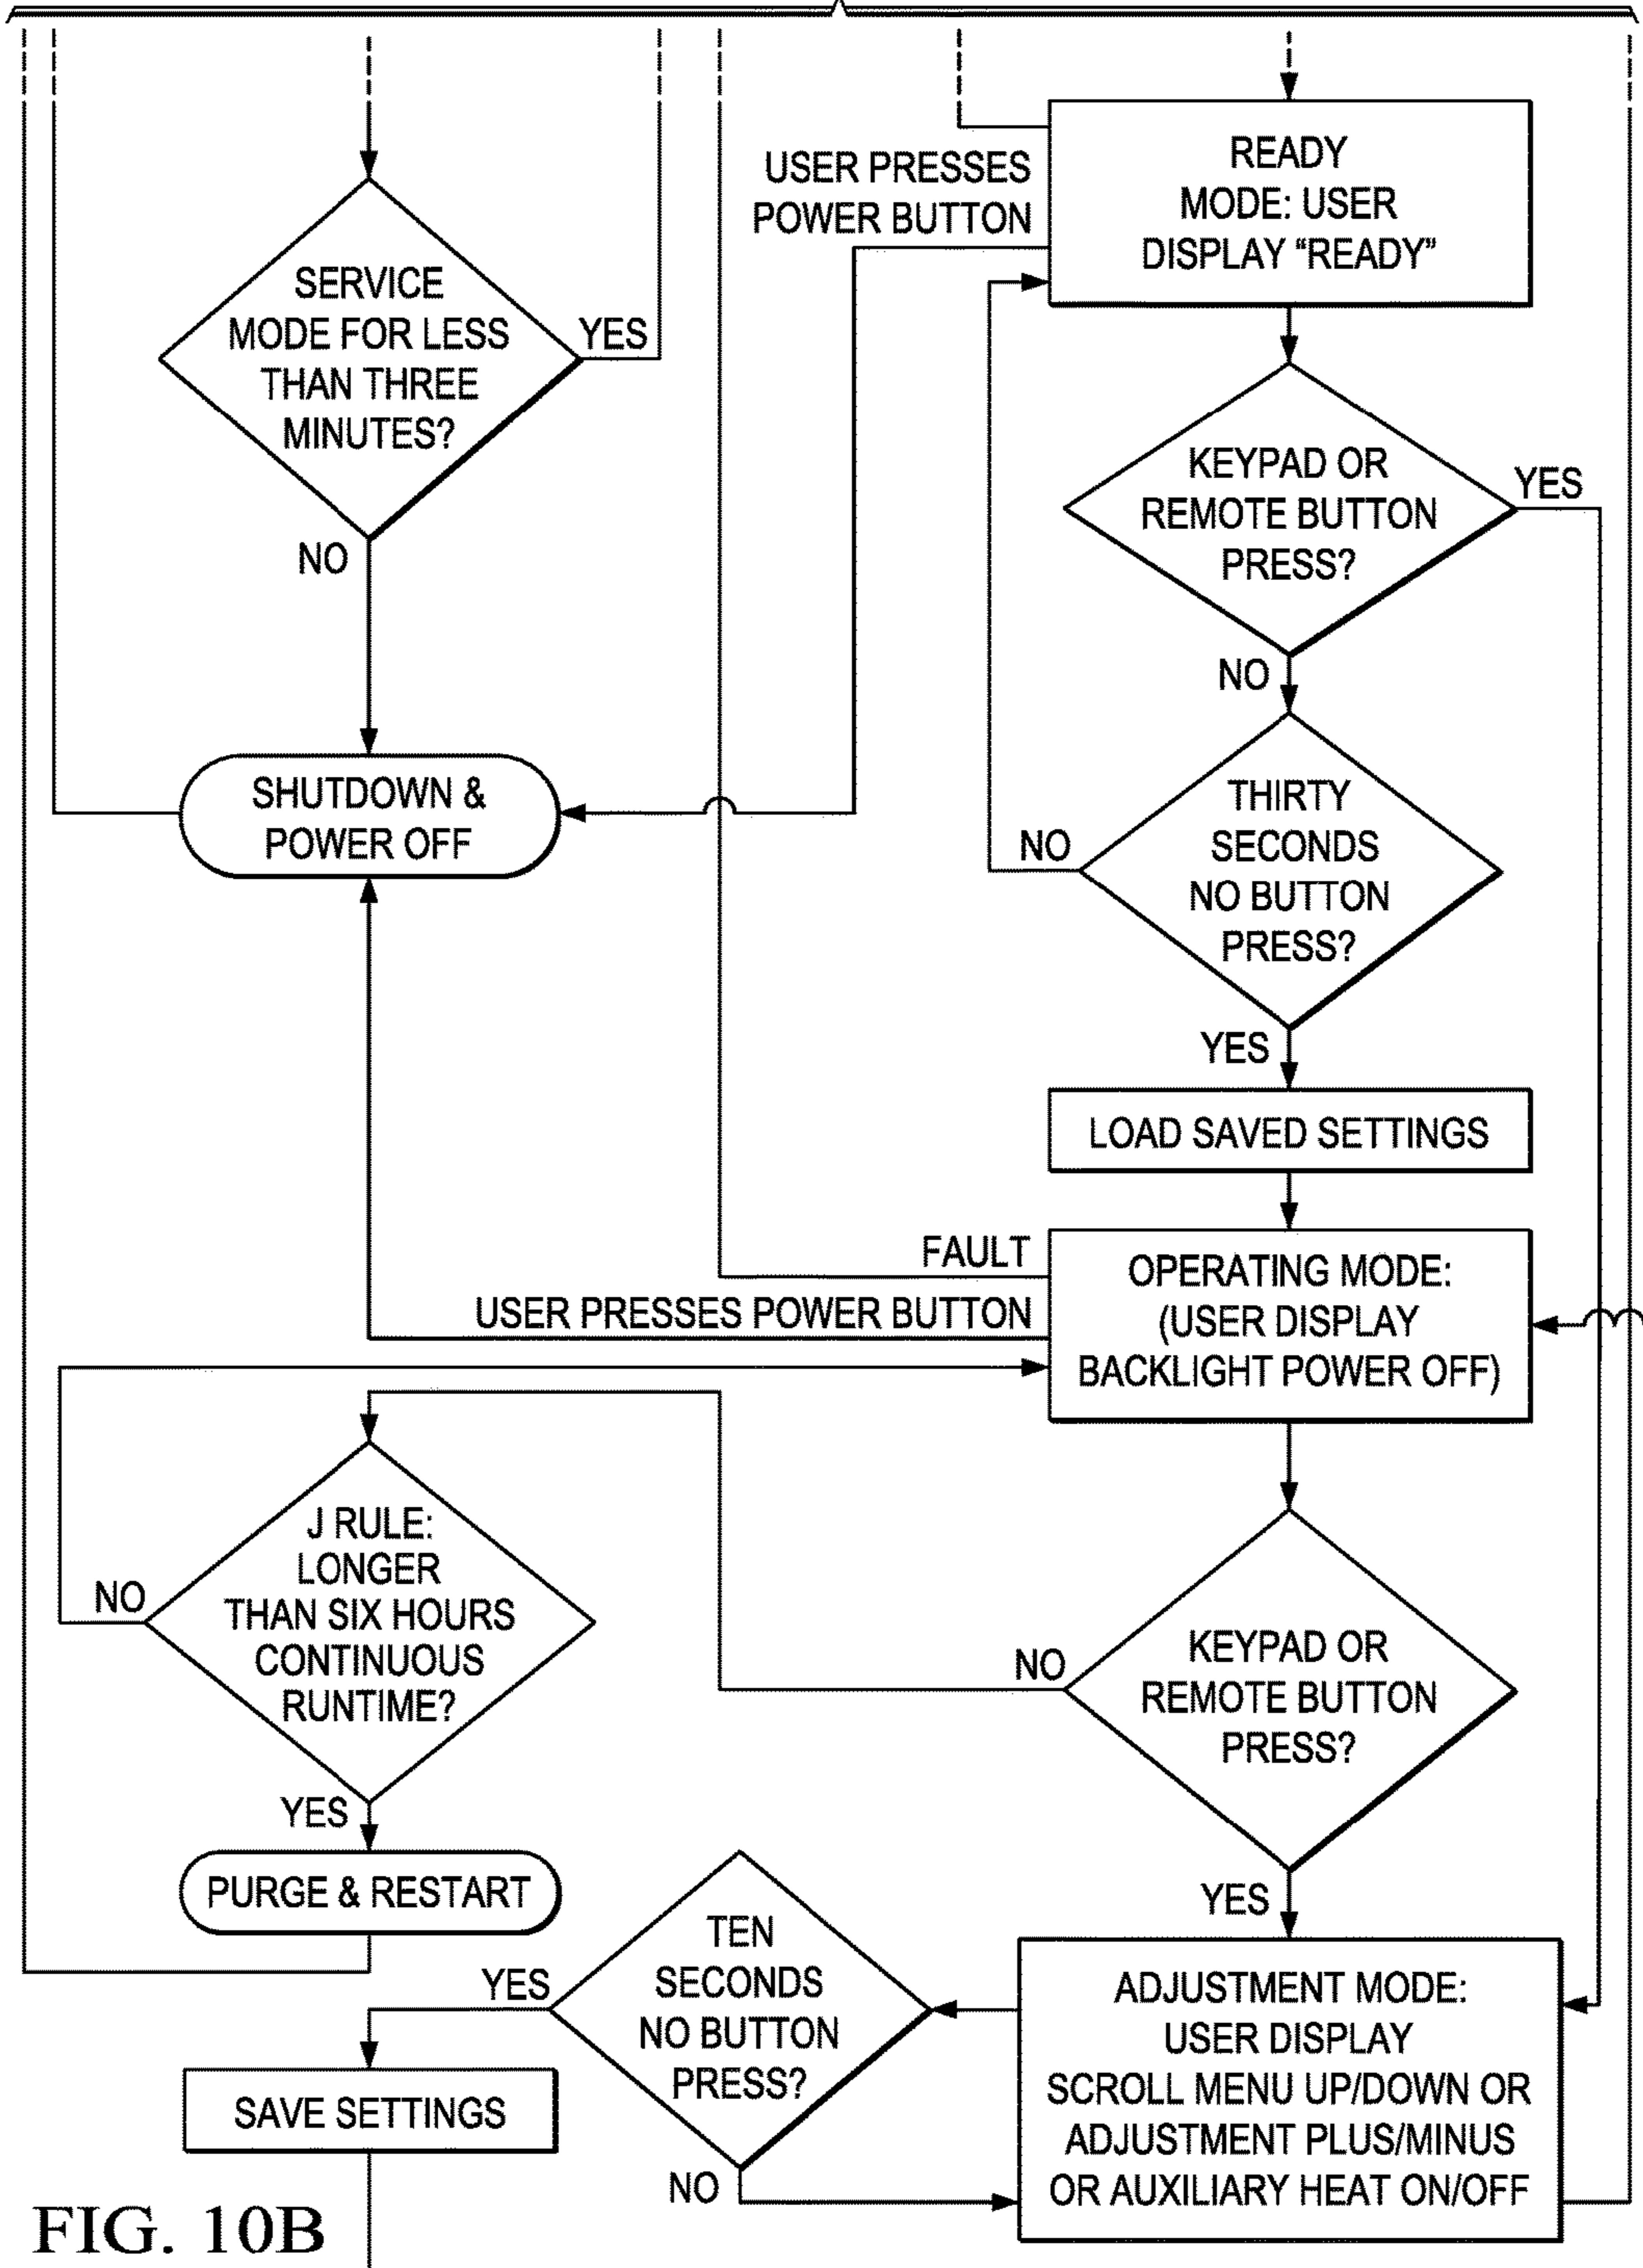 USER PRESSES
POWER BUTTON
READY
MODE: USER
DISPLAY “READY”
SERVICE
MODE FOR LESS
THAN THREE
MINUTES?
YES
NO
KEYPAD OR
REMOTE BUTTON
PRESS?
YES
NO
SHUTDOWN &
POWER OFF
THIRTY
SECONDS
NO BUTTON
PRESS?
NO
YES
LOAD SAVED SETTINGS
FAULT
USER PRESSES POWER BUTTON
OPERATING MODE:
(USER DISPLAY
BACKLIGHT POWER OFF)
J RULE:
LONGER
THAN SIX HOURS
CONTINUOUS
RUNTIME?
NO
YES
KEYPAD OR
REMOTE BUTTON
PRESS?
NO
YES
PURGE & RESTART
TEN
SECONDS
NO BUTTON
PRESS?
YES
NO
ADJUSTMENT MODE:
USER DISPLAY
SCROLL MENU UP/DOWN OR
ADJUSTMENT PLUS/MINUS
OR AUXILIARY HEAT ON/OFF
SAVE SETTINGS
FIG. 10B